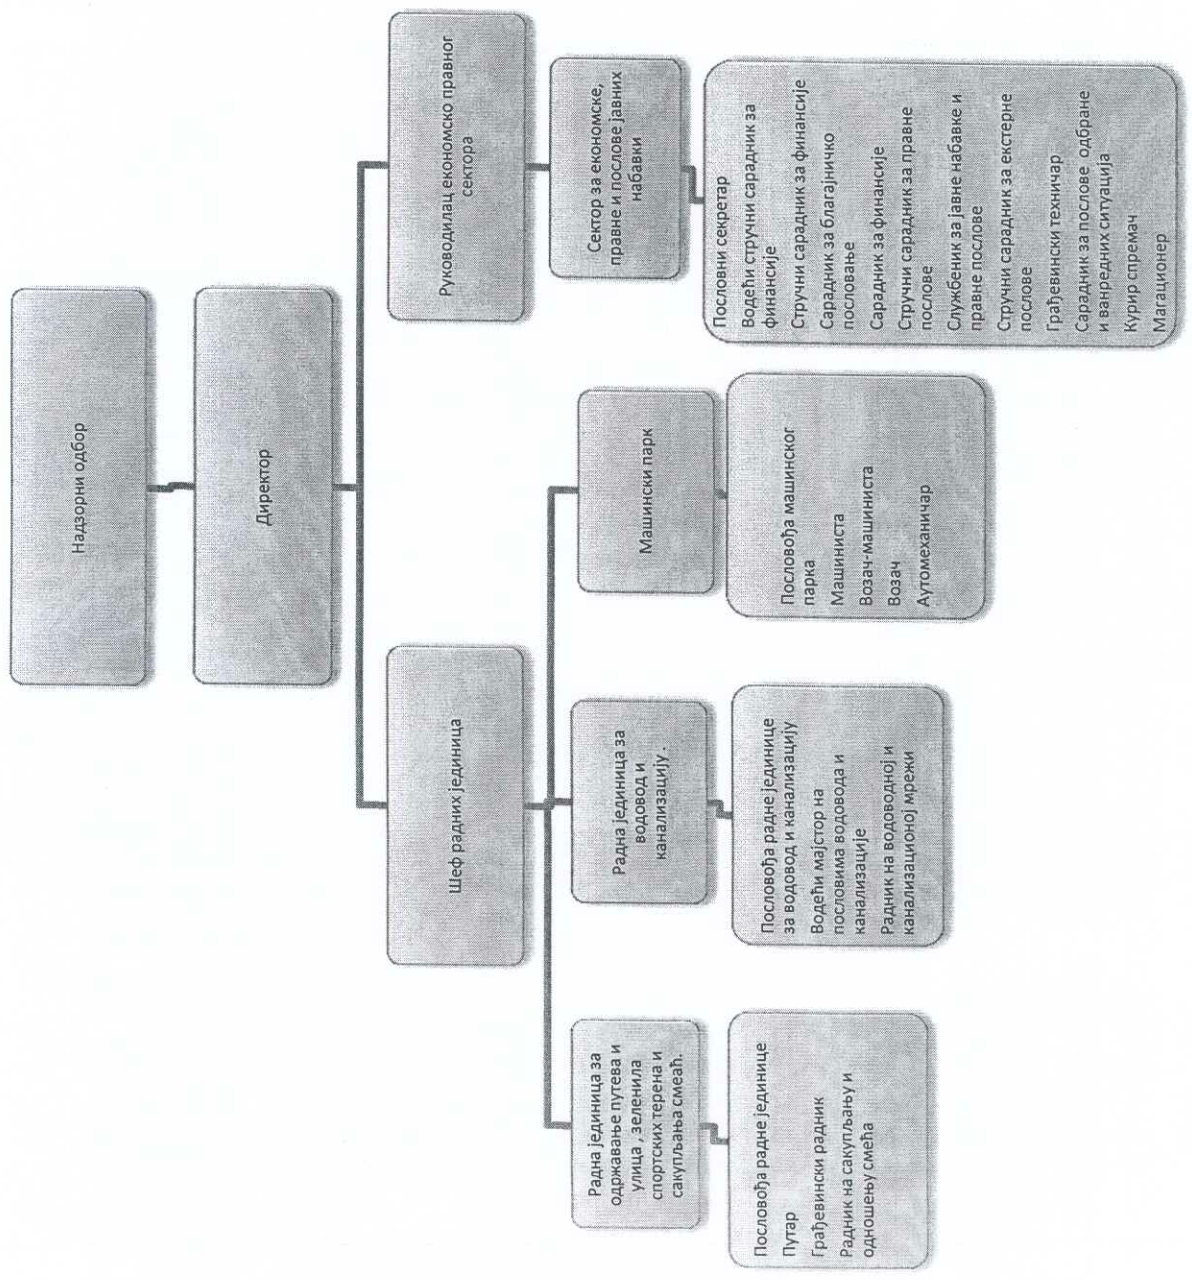 Надзорни одбор
Директор
Шеф радних јединица
Руководилац економско правног
сектора
Радна јединица за
одржавање путева и
улица , зеленила
спортских терена и
сакупљања смећ.
Радна јединица за
водовод и
канализацију .
Машински парк
Сектор за економске,
правне и послове јавних
набавки
Пословођа радне јединице
Путар
Грађевински радник
Радник на сакупљању и
одношењу смећа
Пословођа радне јединице
за водовод и канализацију
Водећи мајстор на
пословима водовода и
канализације
Радник на водоводној и
канализационој мрежи
Пословођа машинског
парка
Машиниста
Возач-машиниста
Возач
Аутомеханичар
Пословни секретар
Водећи стручни сарадник за
финансије
Стручни сарадник за финансије
Сарадник за благајничко
пословање
Сарадник за финансије
Стручни сарадник за правне
послове
Службеник за јавне набавке и
правне послове
Стручни сарадник за екстерне
послове
Грађевински техничар
Сарадник за послове одбране
и ванредних ситуација
Курир спремач
Магационер